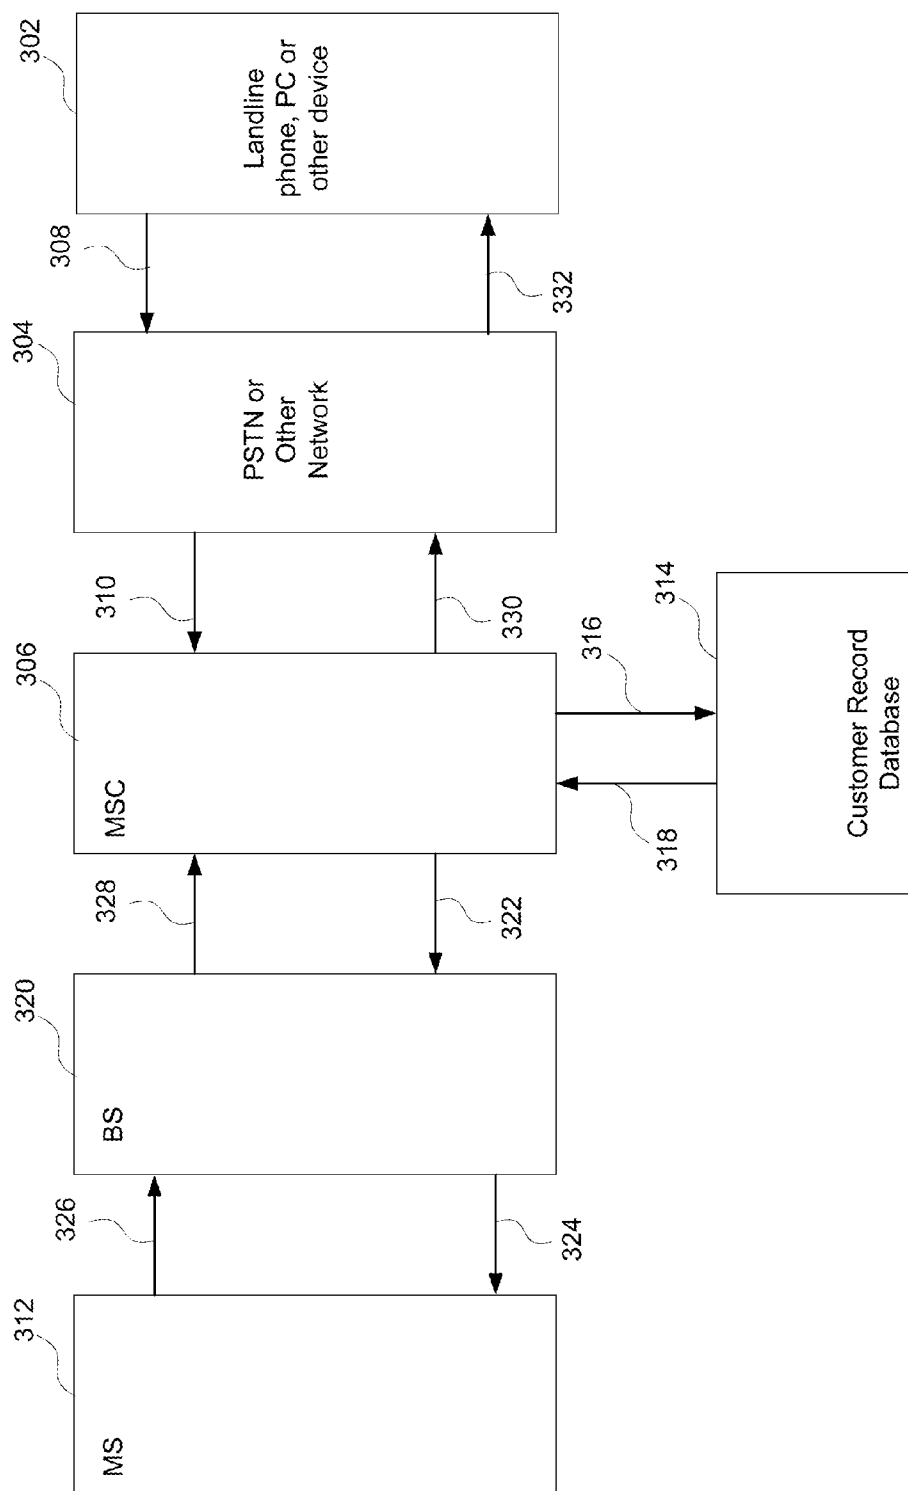 312
MS
326
324
320
BS
328
322
306
MSC
310
330
316
318
314
Customer Record
Database
304
PSTN or
Other
Network
308
332
302
Landline
phone, PC or
other device